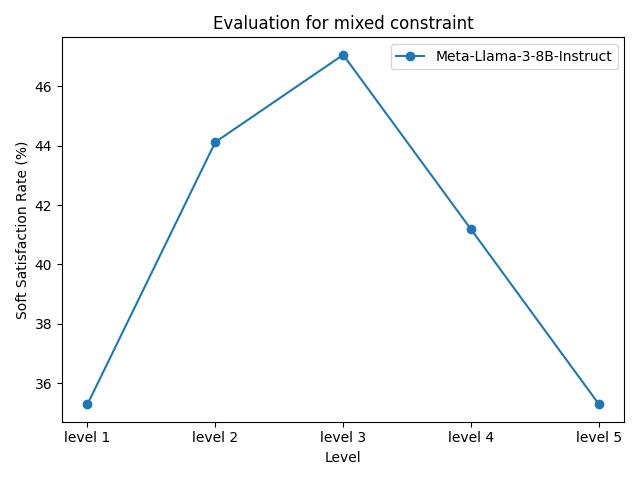 Evaluation for mixed constraint
Meta-Llama-3-8B-Instruct
Soft Satisfaction Rate (%)
46
44
42
40
38
36
level 1 level 2 level 3 level 4 level 5
Level